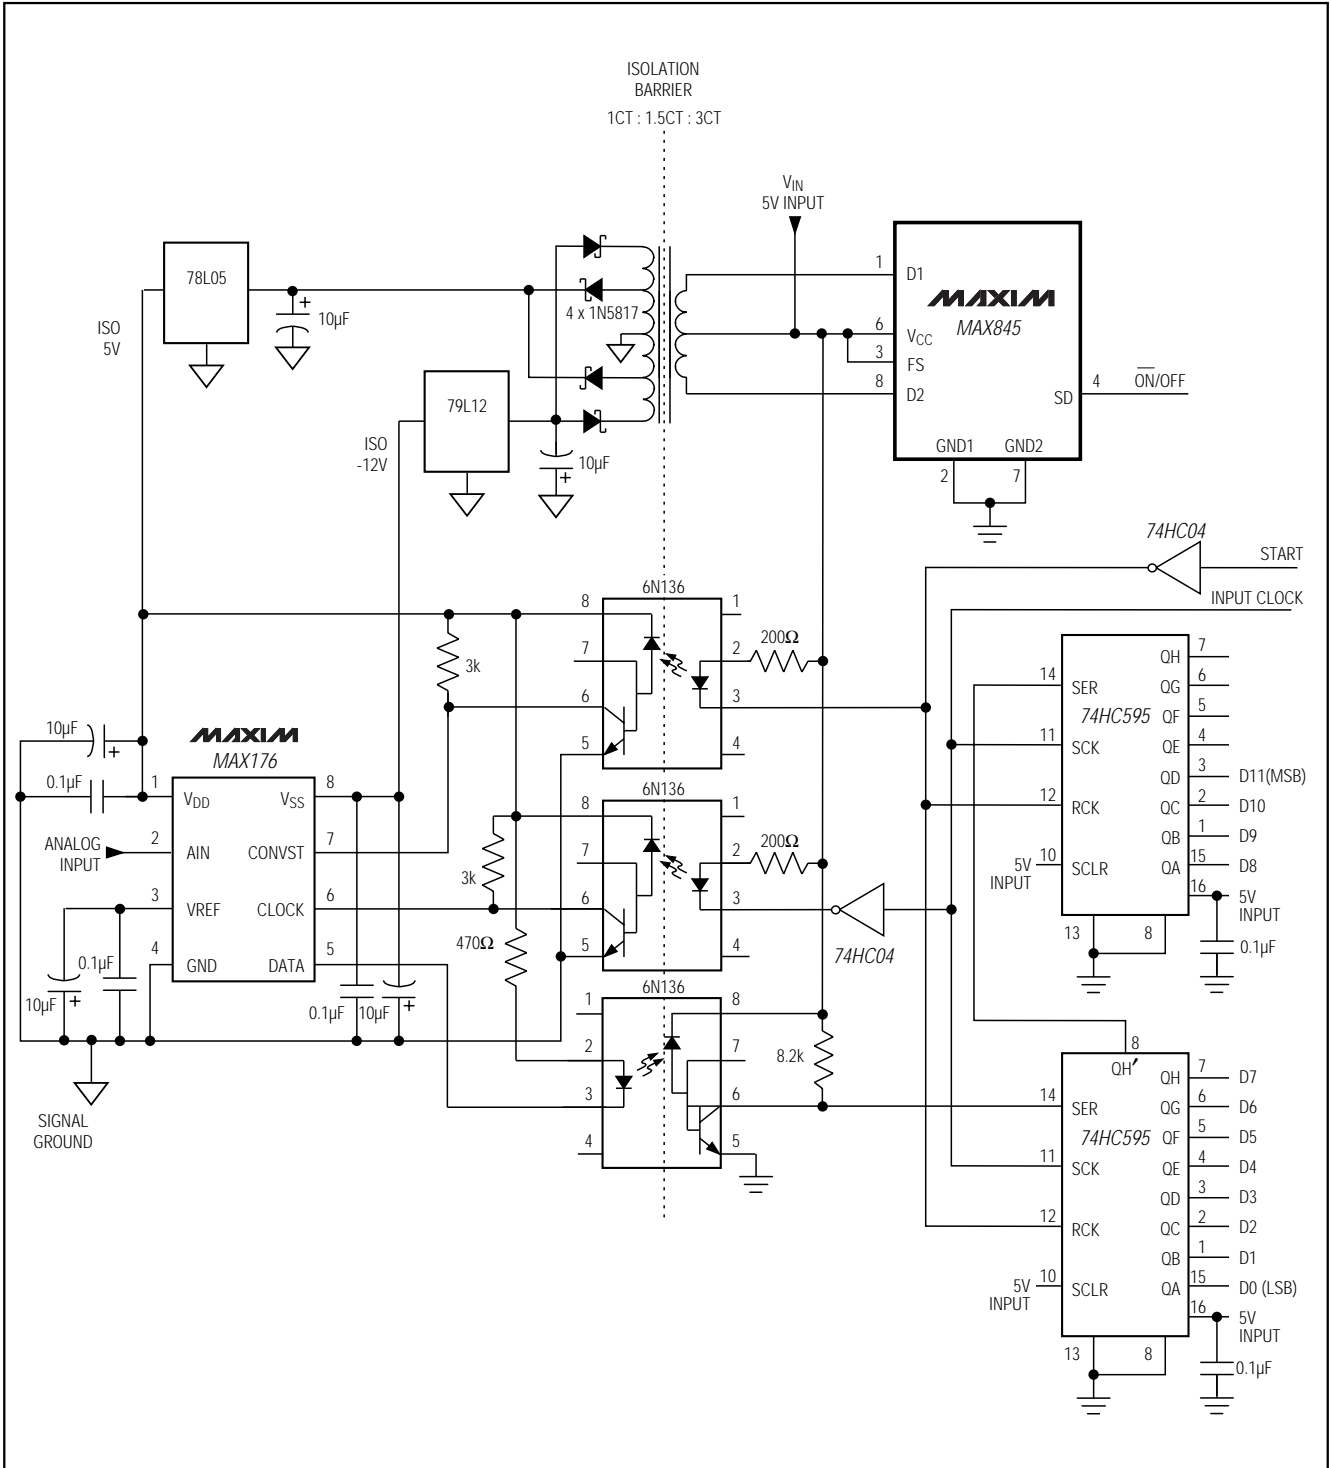 ISOLATION
BARRIER
1CT : 1.5CT : 3CT
VIN
5V INPUT
78L05
+
10µF
ISO
5V
4 x 1N5817
79L12
ISO
-12V
10µF
+
1
D1
MAXIM
MAX845
6
VCC
3
FS
8
D2
4
ON/OFF
SD
GND1
GND2
2
7
74HC04
START
INPUT CLOCK
6N136
8
1
7
2
200Ω
6
3
5
4
3k
10µF
+
MAXIM
MAX176
0.1µF
1
VDD
VSS
8
ANALOG
INPUT
2
AIN
CONVST
7
3
VREF
CLOCK
6
4
GND
DATA
5
0.1µF
10µF
+
0.1µF
10µF
+
SIGNAL
GROUND
6N136
8
1
7
2
200Ω
6
3
5
4
3k
470Ω
74HC04
6N136
1
8
2
7
3
6
4
5
8.2k
74HC595
14
SER
11
SCK
12
RCK
5V
INPUT
10
SCLR
QH
7
QG
6
QF
5
QE
4
QD
3
D11(MSB)
QC
2
D10
QB
1
D9
QA
15
D8
16
5V
INPUT
0.1µF
13
8
8
QH′
14
SER
74HC595
11
SCK
12
RCK
5V
INPUT
10
SCLR
QH
7
D7
QG
6
D6
QF
5
D5
QE
4
D4
QD
3
D3
QC
2
D2
QB
1
D1
QA
15
D0 (LSB)
16
5V
INPUT
0.1µF
13
8